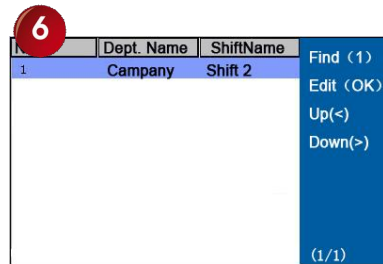 6
Dept. Name ShiftName
1 Campany Shift 2
Find（1）
Edit（OK）
Up(<)
Down(>)
(1/1)